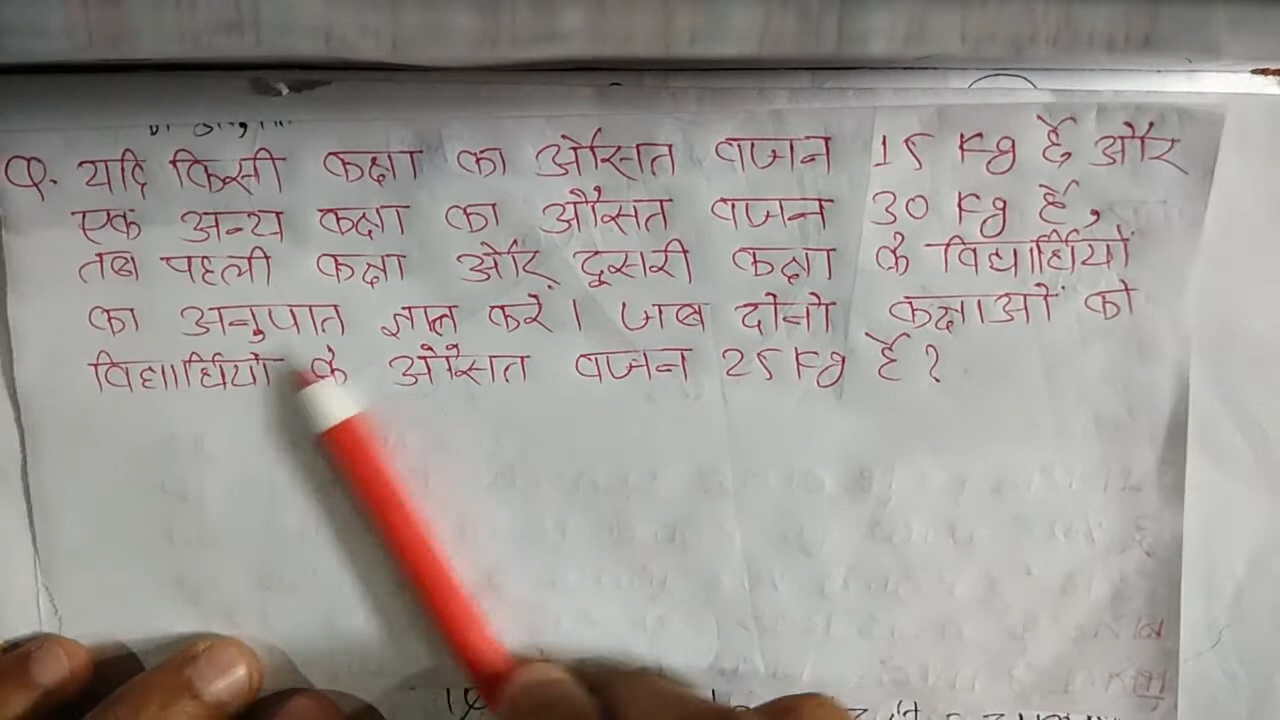 Q. यदि किसी कक्षा का औसत वजन 15 Kg है, और
एक अन्य कक्षा का औसत वजन 30 Kg है,
तब पहली कक्षा और दूसरी कक्षा के विद्यार्थियों
का अनुपात ज्ञात करें। जब दोनो कक्षाओं को
विद्यार्थियो के औसत वजन 25 Kg है?